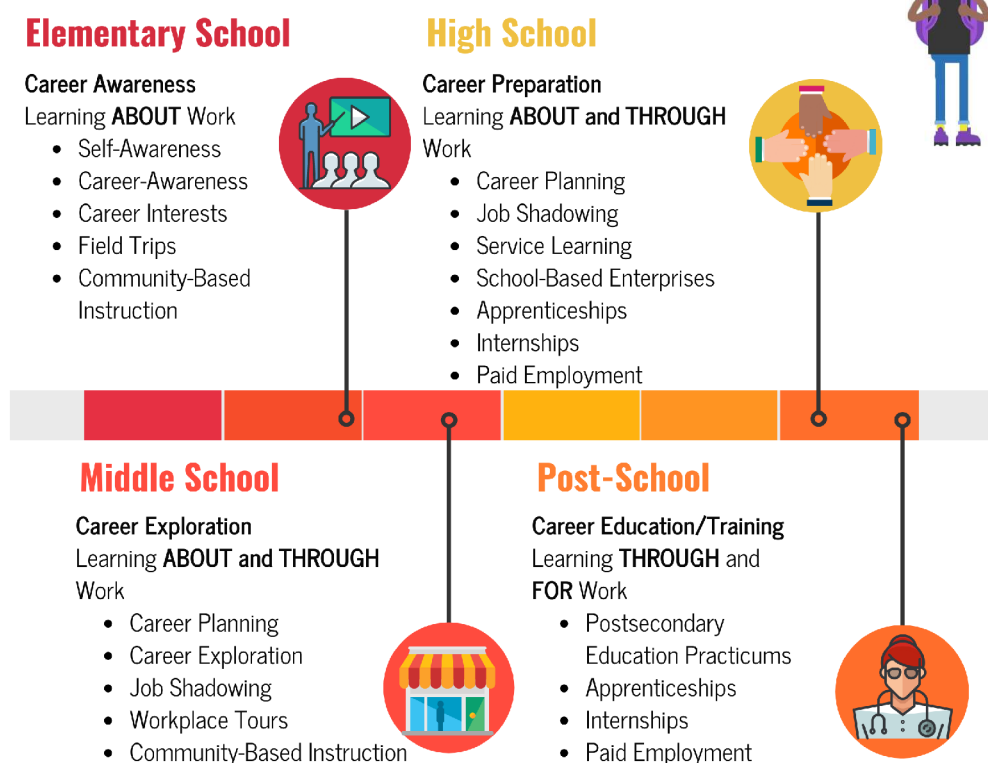 Elementary School
Career Awareness
Learning ABOUT Work
• Self-Awareness
• Career-Awareness
• Career Interests
• Field Trips
• Community-Based
Instruction
High School
Career Preparation
Learning ABOUT and THROUGH
Work
• Career Planning
• Job Shadowing
• Service Learning
• School-Based Enterprises
• Apprenticeships
• Internships
• Paid Employment
Middle School
Career Exploration
Learning ABOUT and THROUGH
Work
• Career Planning
• Career Exploration
• Job Shadowing
• Workplace Tours
• Community-Based Instruction
Post-School
Career Education/Training
Learning THROUGH and
FOR Work
• Postsecondary
Education Practicums
• Apprenticeships
• Internships
• Paid Employment